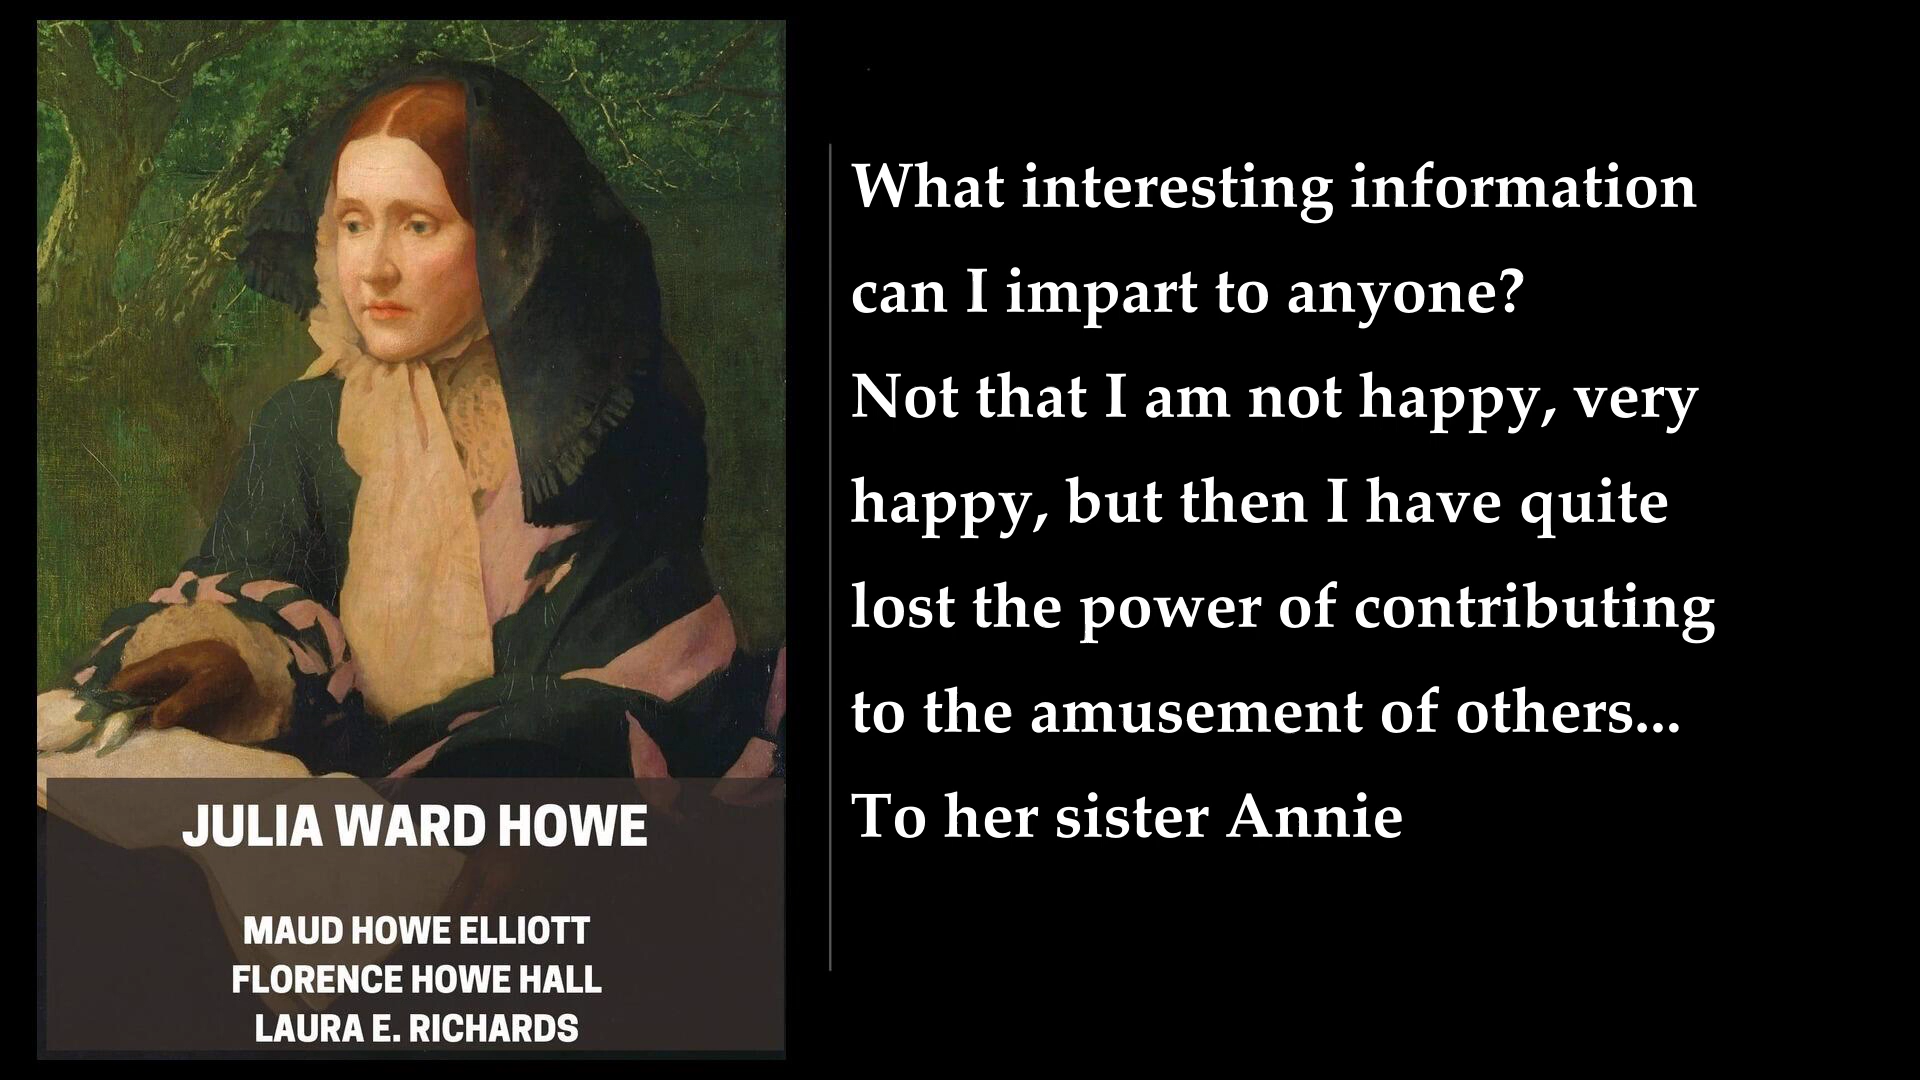 JULIA WARD HOWE
MAUD HOWE ELLIOTT
FLORENCE HOWE HALL
LAURA E. RICHARDS
What interesting information
can I impart to anyone?
Not that I am not happy, very
happy, but then I have quite
lost the power of contributing
to the amusement of others...
To her sister Annie